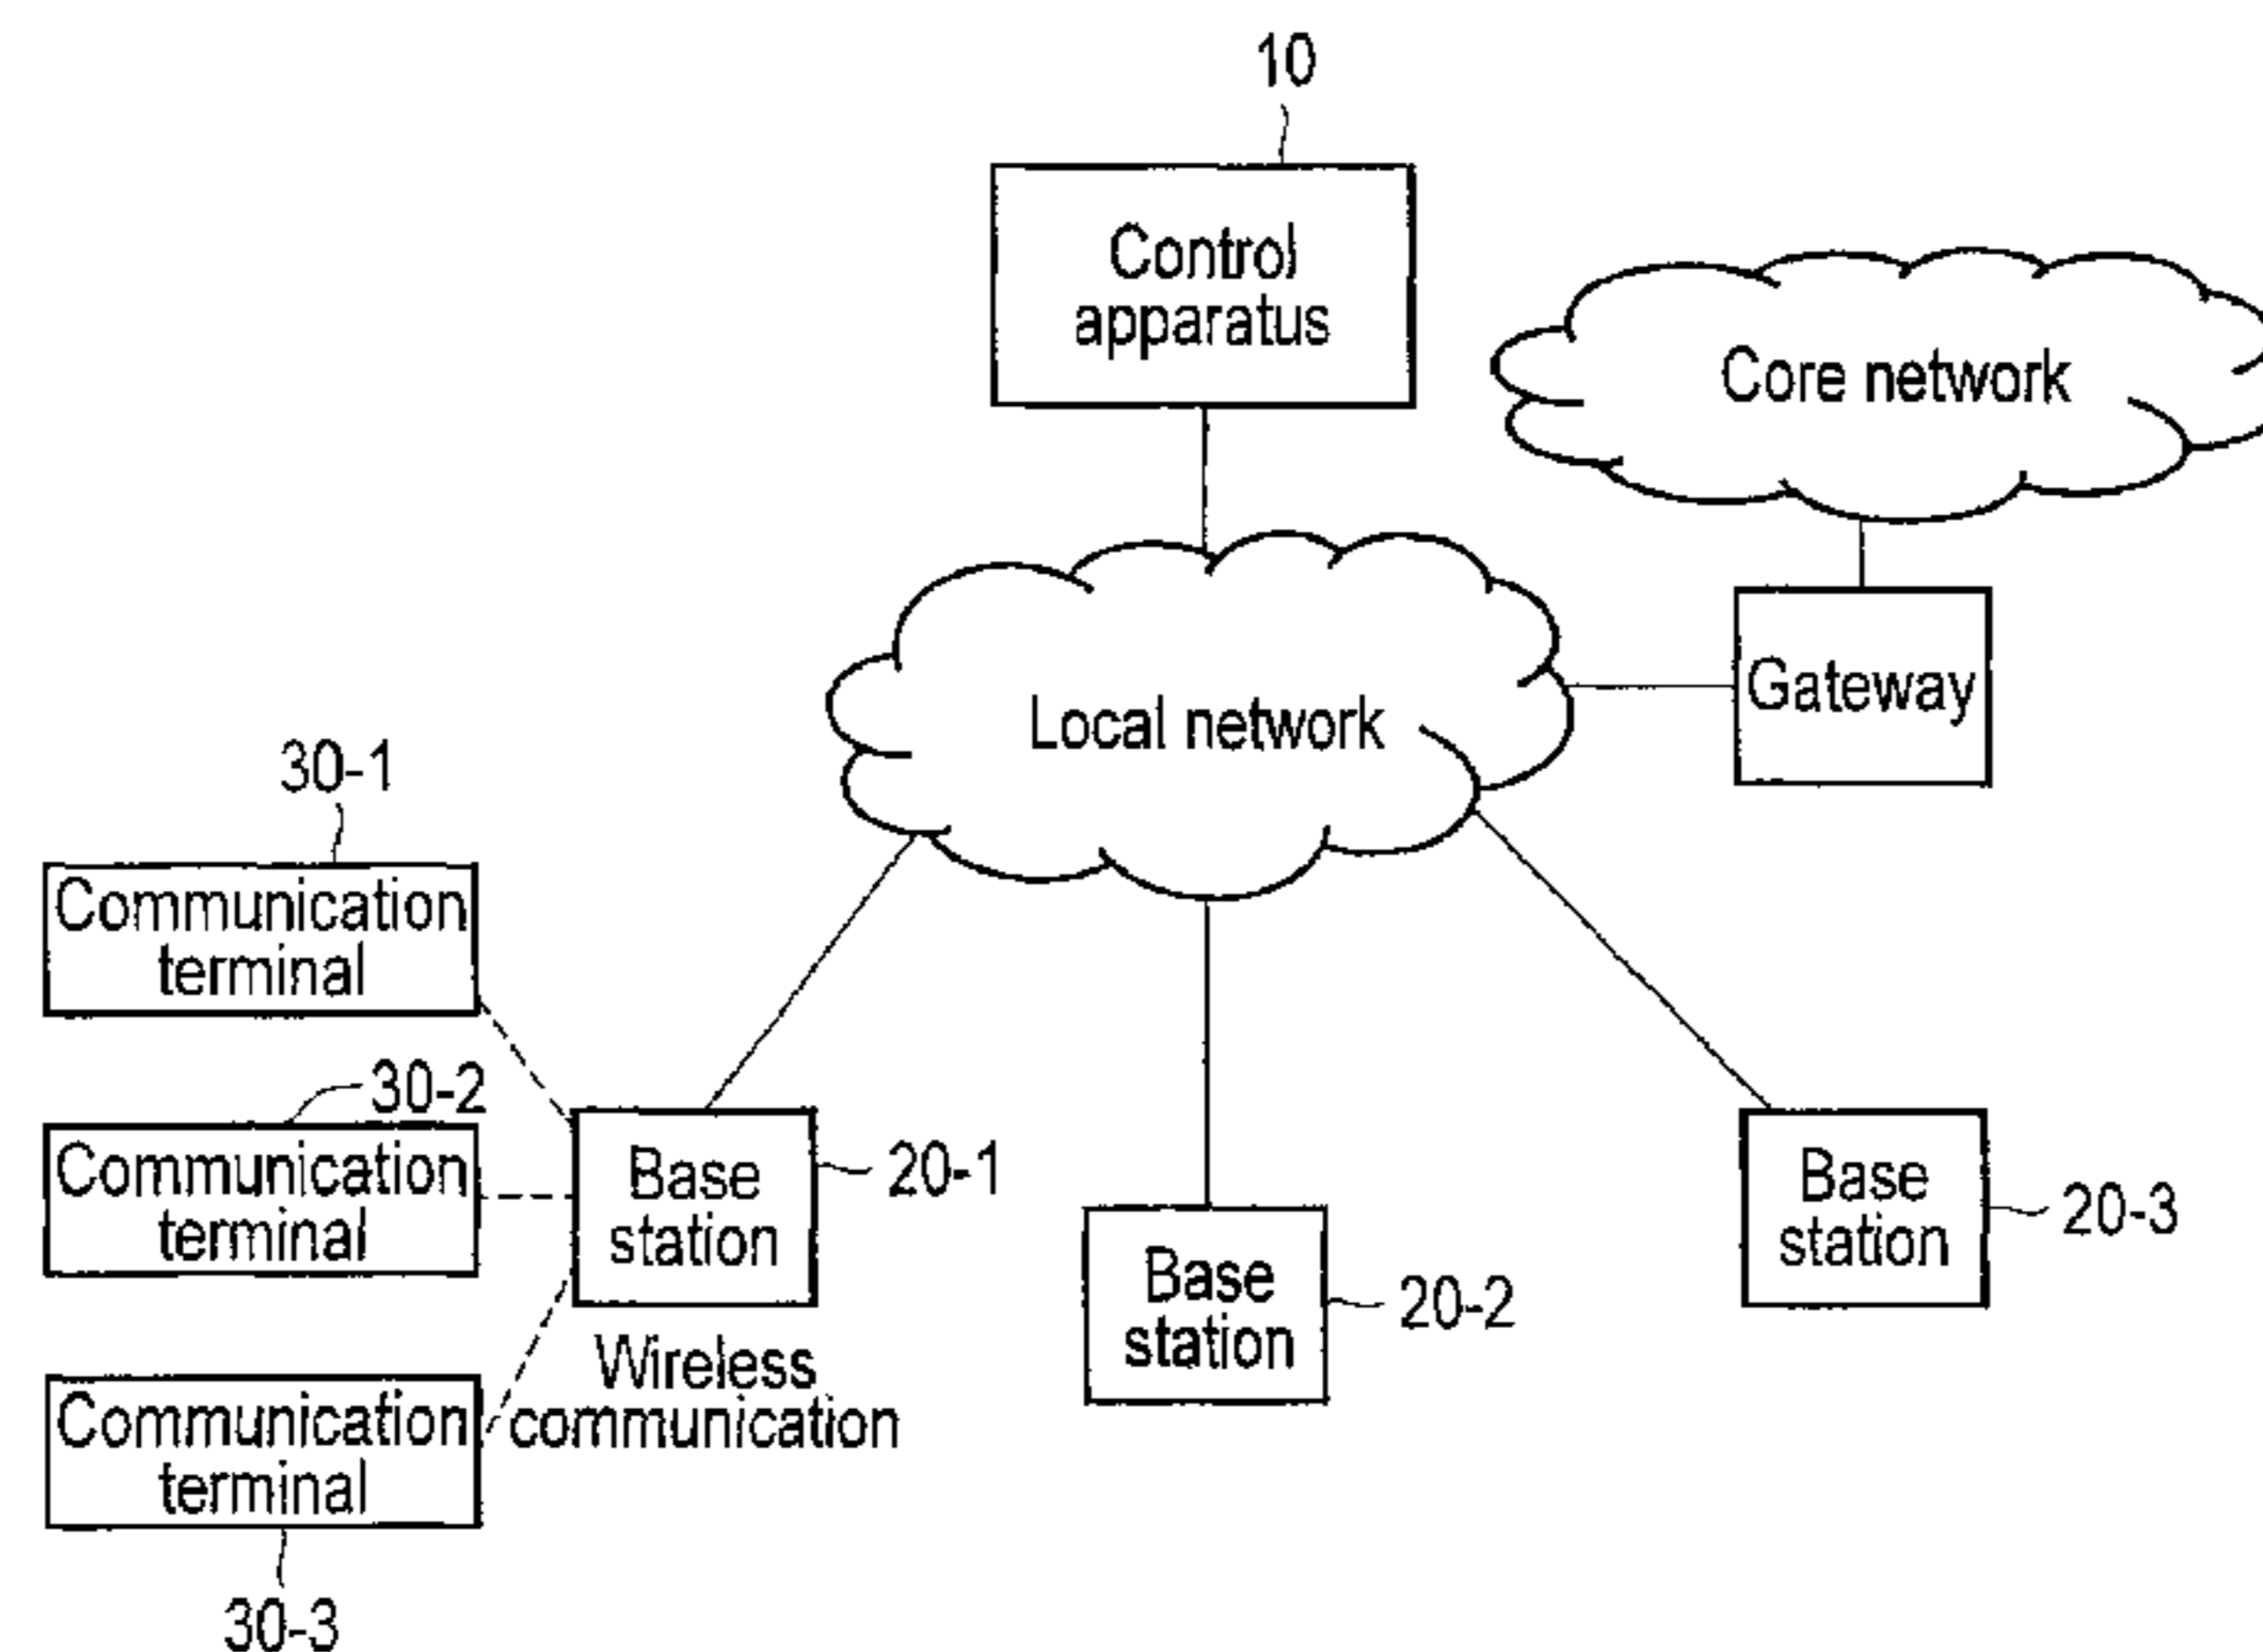 10
Control
apparatus
Core network
Gateway
Local network
30-1
Communication
terminal
30-2
Communication
terminal
Base
station
20-1
Base
station
20-3
Base
station
20-2
Wireless
communication
Communication
terminal
30-3